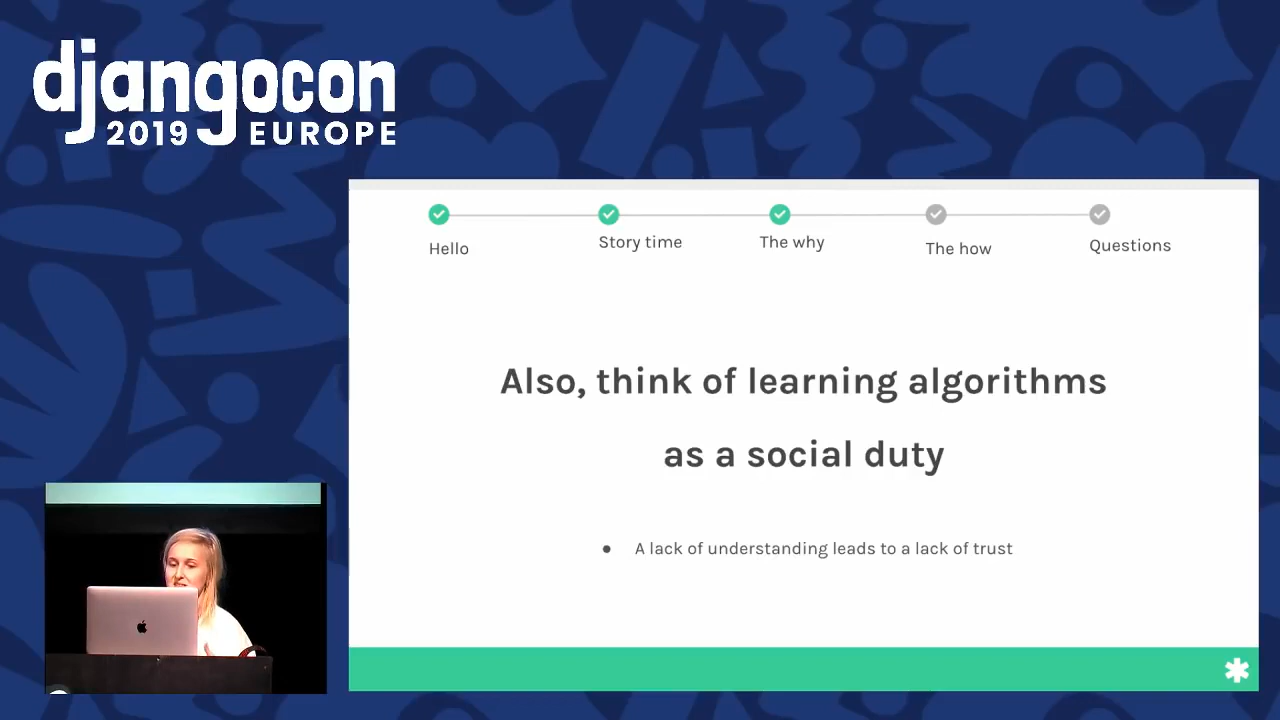 djangocon
2019 EUROPE
Hello
Story time
The why
The how
Questions
Also, think of learning algorithms
as a social duty
● A lack of understanding leads to a lack of trust